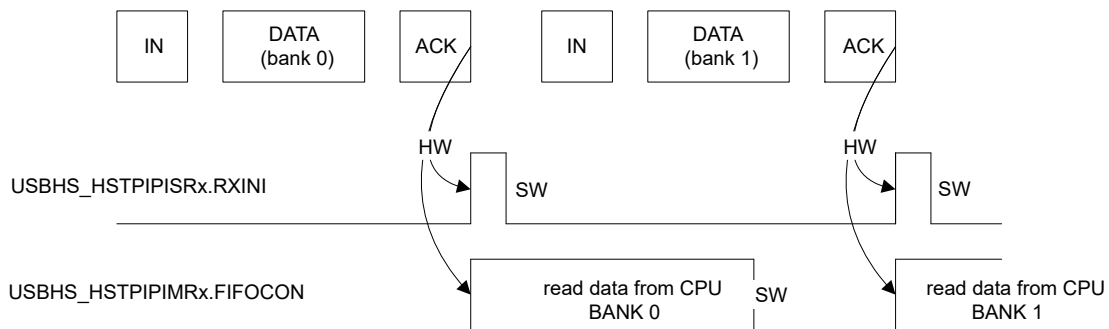 IN
DATA
(bank 0)
ACK
IN
DATA
(bank 1)
ACK
HW
HW
USBHS_HSTPIPISRx.RXINI
SW
SW
USBHS_HSTPIPIMRx.FIFOCON
read data from CPU
BANK 0
SW
read data from CPU
BANK 1